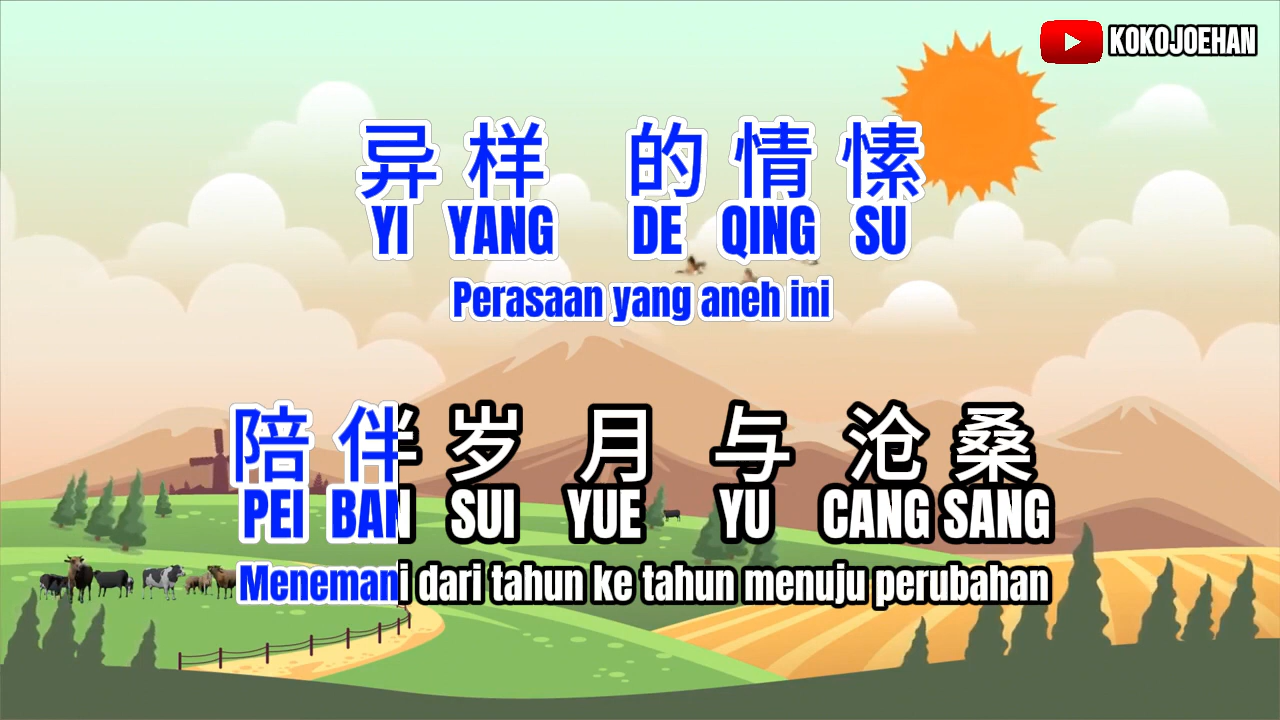 KOKOJOEHAN
异样 的情愫
YI YANG DE QING SU
Perasaan yang aneh ini
陪伴岁 月 与 沧桑
PEI BAN SUI YUE YU CANG SANG
Menemani dari tahun ke tahun menuju perubahan